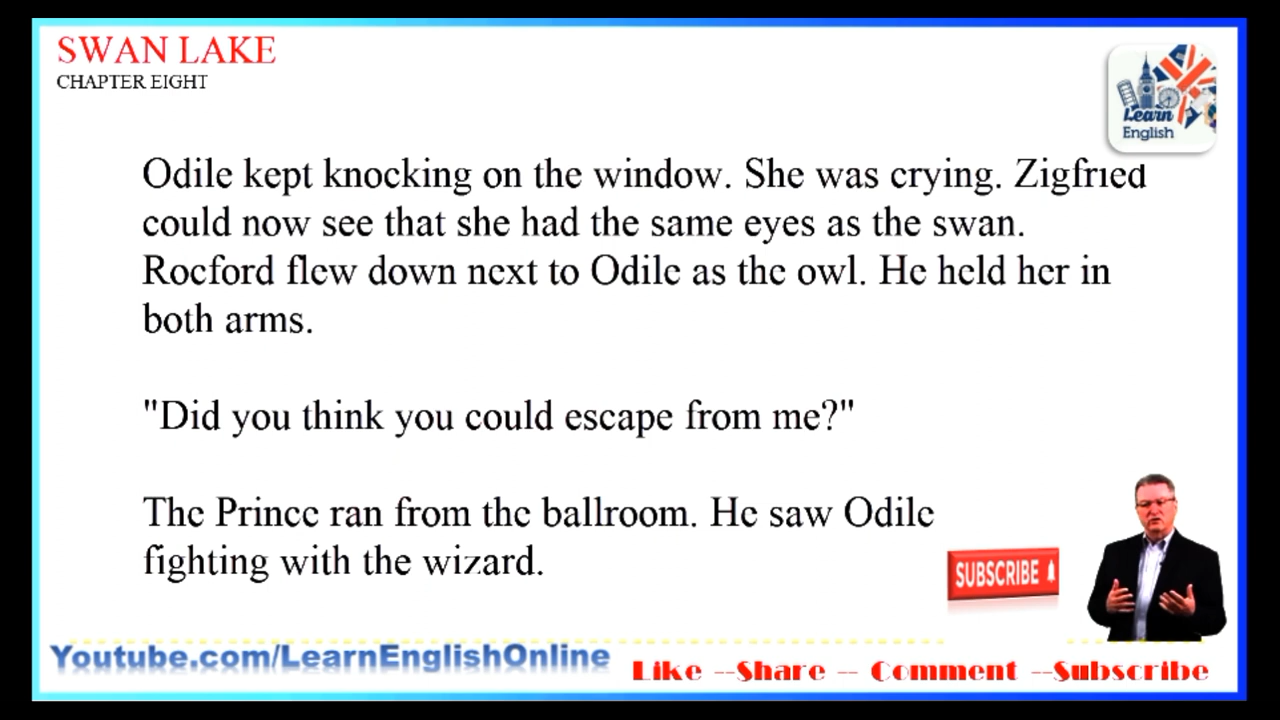 SWAN LAKE
CHAPTER EIGHT
Learn
English
Odile kept knocking on the window. She was crying. Zigfried
could now see that she had the same eyes as the swan.
Rocford flew down next to Odile as the owl. He held her in
both arms.
"Did you think you could escape from me?"
The Prince ran from the ballroom. He saw Odile
fighting with the wizard.
SUBSCRIBE
Youtube.com/LearnEnglishOnline
Like --Share -- Comment --Subscribe